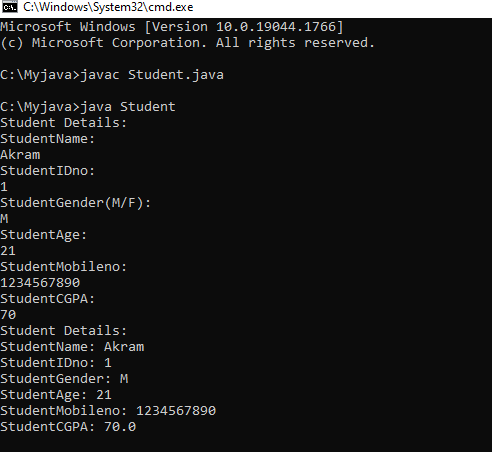 C:\Windows\System32\cmd.exe
Microsoft Windows [Version 10.0.19044.1766]
(c) Microsoft Corporation. All rights reserved.
C:\Myjava>javac Student.java
C:\Myjava>java Student
Student Details:
StudentName:
Akram
StudentIDno:
1
StudentGender(M/F):
M
StudentAge:
21
StudentMobileno:
1234567890
StudentCGPA:
70
Student Details:
StudentName: Akram
StudentIDno: 1
StudentGender: M
StudentAge: 21
StudentMobileno: 1234567890
StudentCGPA: 70.0